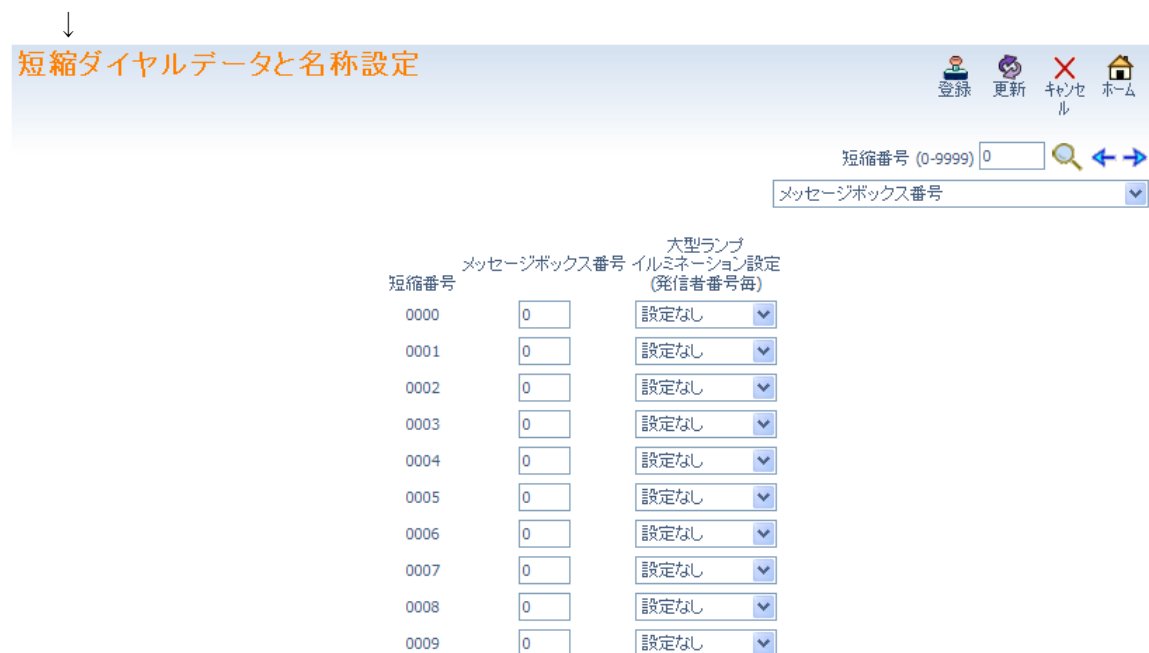 ↓
短縮ダイヤルデータと名称設定
登録 更新 キャンセル ホーム
短縮番号 (0-9999) 0
メッセージボックス番号
短縮番号 メッセージボックス番号 大型ランプ
イルミネーション設定
(発信者番号毎)
0000 0 設定なし
0001 0 設定なし
0002 0 設定なし
0003 0 設定なし
0004 0 設定なし
0005 0 設定なし
0006 0 設定なし
0007 0 設定なし
0008 0 設定なし
0009 0 設定なし